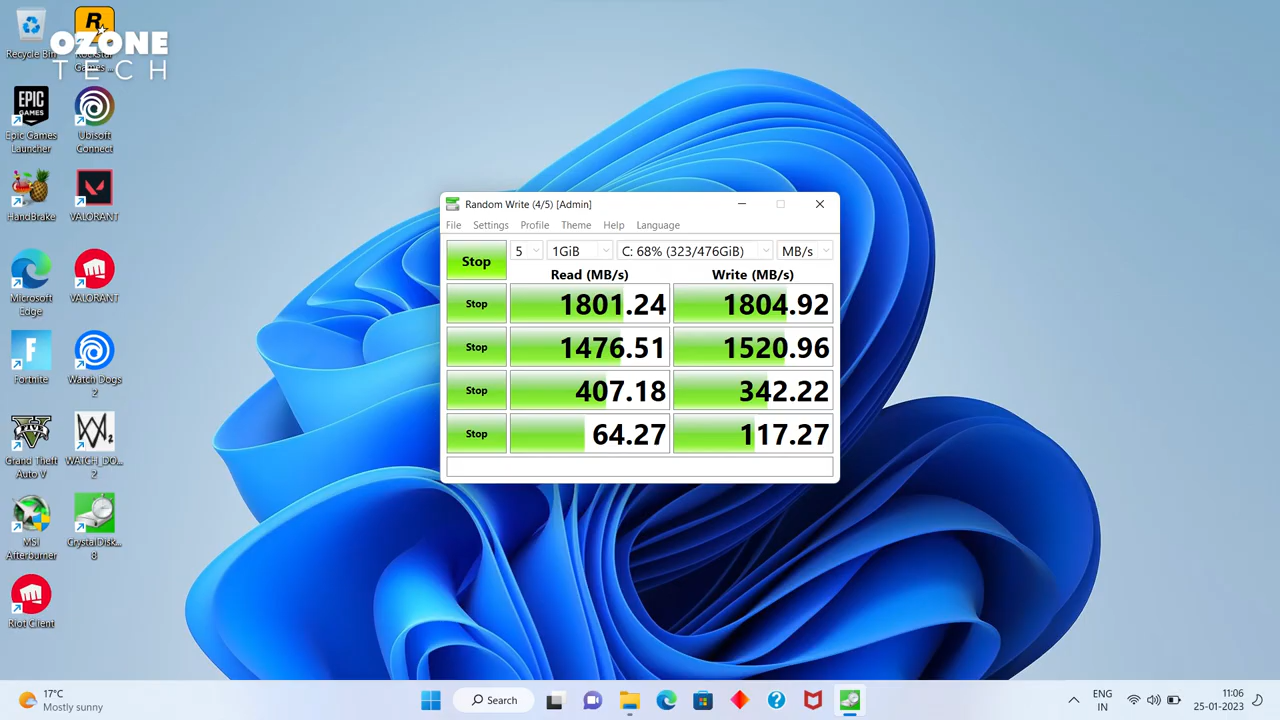 OZONE
TECH
Recycle Bin
Games ...
EPIC
GAMES
Epic Games
Launcher
Ubisoft
Connect
HandBrake
VALORANT
Microsoft
Edge
VALORANT
Fortnite
Watch Dogs
2
Grand Theft
Auto V
WATCH_DO...
2
MSI
Afterburner
CrystalDisk...
8
Riot Client
Random Write (4/5) [Admin]
File Settings Profile Theme Help Language
Stop 5 1GiB C: 68% (323/476GiB) MB/s
Read (MB/s) Write (MB/s)
Stop 1801.24 1804.92
Stop 1476.51 1520.96
Stop 407.18 342.22
Stop 64.27 117.27
17°C
Mostly sunny
Search
ENG
IN
11:06
25-01-2023